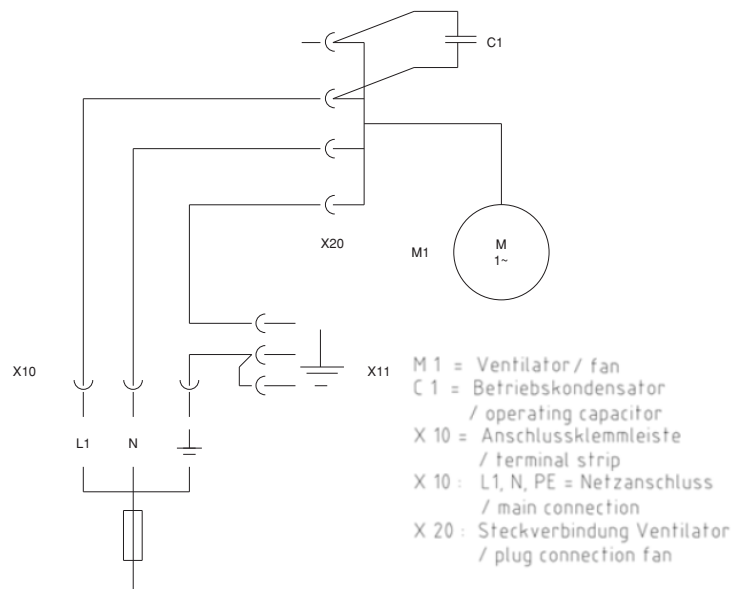 C1
X20
M1
M
1~
X10
X11
L1
N
M 1 = Ventilator / fan
C 1 = Betriebskondensator
/ operating capacitor
X 10 = Anschlussklemmleiste
/ terminal strip
X 10 : L1, N, PE = Netzanschluss
/ main connection
X 20 : Steckverbindung Ventilator
/ plug connection fan